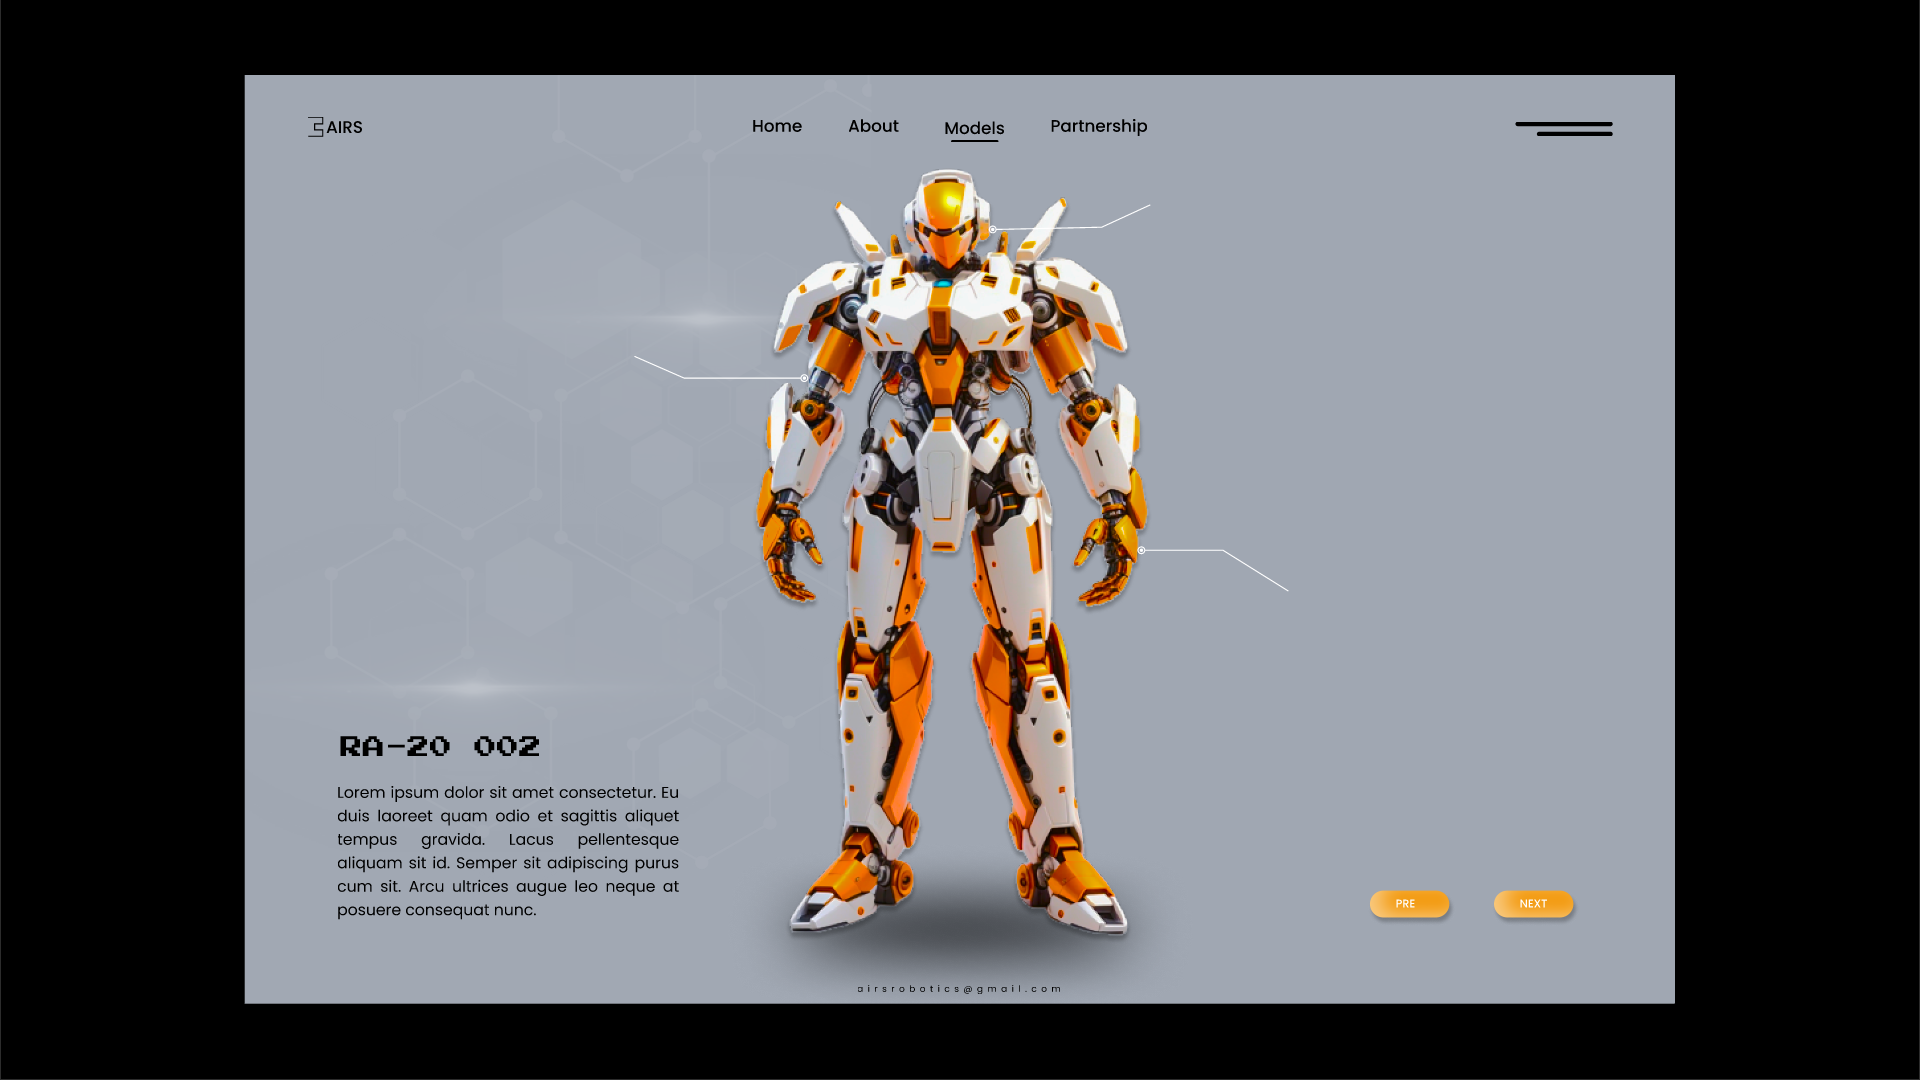 AIRS
Home About Models Partnership
RA-20 002
Lorem ipsum dolor sit amet consectetur. Eu
duis laoreet quam odio et sagittis aliquet
tempus gravida. Lacus pellentesque
aliquam sit id. Semper sit adipiscing purus
cum sit. Arcu ultrices augue leo neque at
posuere consequat nunc.
PRE NEXT
airsrobotics@gmail.com